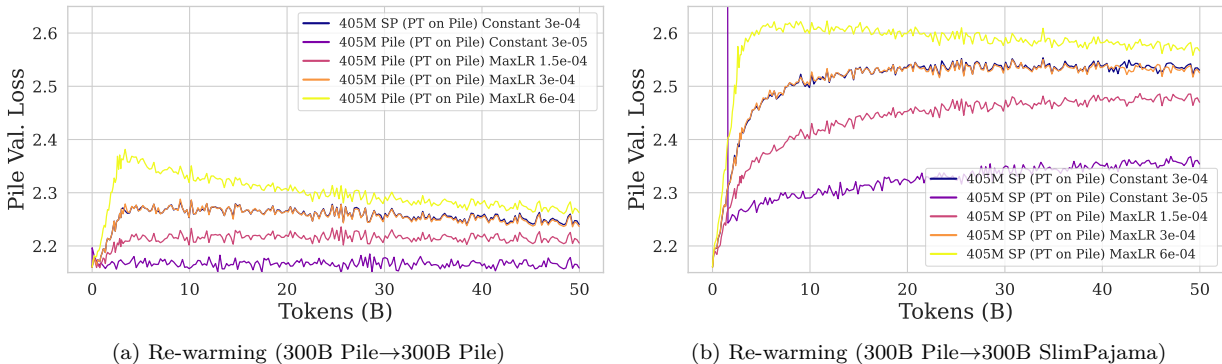 405M SP (PT on Pile) Constant 3e-04
405M Pile (PT on Pile) Constant 3e-05
405M Pile (PT on Pile) MaxLR 1.5e-04
405M Pile (PT on Pile) MaxLR 3e-04
405M Pile (PT on Pile) MaxLR 6e-04
Pile Val. Loss
2.6
2.5
2.4
2.3
2.2
0
10
20
30
40
50
Tokens (B)
(a) Re-warming (300B Pile→300B Pile)
Pile Val. Loss
2.6
2.5
2.4
2.3
2.2
405M SP (PT on Pile) Constant 3e-04
405M SP (PT on Pile) Constant 3e-05
405M SP (PT on Pile) MaxLR 1.5e-04
405M SP (PT on Pile) MaxLR 3e-04
405M SP (PT on Pile) MaxLR 6e-04
0
10
20
30
40
50
Tokens (B)
(b) Re-warming (300B Pile→300B SlimPajama)